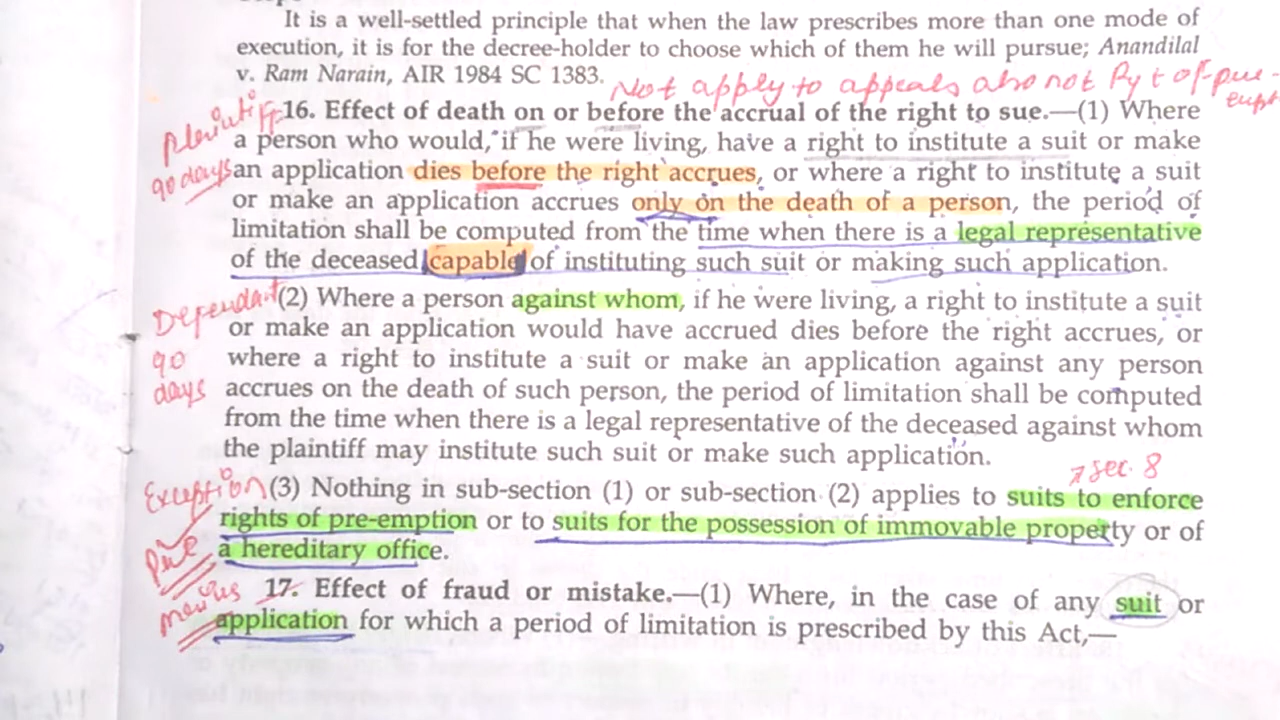 It is a well-settled principle that when the law prescribes more than one mode of
execution, it is for the decree-holder to choose which of them he will pursue; Anandilal
v. Ram Narain, AIR 1984 SC 1383.
Not apply to appeals also not
16. Effect of death on or before the accrual of the right to sue.—(1) Where
Plaintiff
a person who would, if he were living, have a right to institute a suit or make
90 days
an application dies before the right accrues, or where a right to institute a suit
or make an application accrues only on the death of a person, the period of
limitation shall be computed from the time when there is a legal representative
of the deceased capable of instituting such suit or making such application.
Defendant
(2) Where a person against whom, if he were living, a right to institute a suit
or make an application would have accrued dies before the right accrues, or
90
where a right to institute a suit or make an application against any person
days
accrues on the death of such person, the period of limitation shall be computed
from the time when there is a legal representative of the deceased against whom
the plaintiff may institute such suit or make such application.
sec. 8
Exception
(3) Nothing in sub-section (1) or sub-section (2) applies to suits to enforce
rights of pre-emption or to suits for the possession of immovable property or of
a hereditary office.
17. Effect of fraud or mistake.—(1) Where, in the case of any suit or
application for which a period of limitation is prescribed by this Act,—